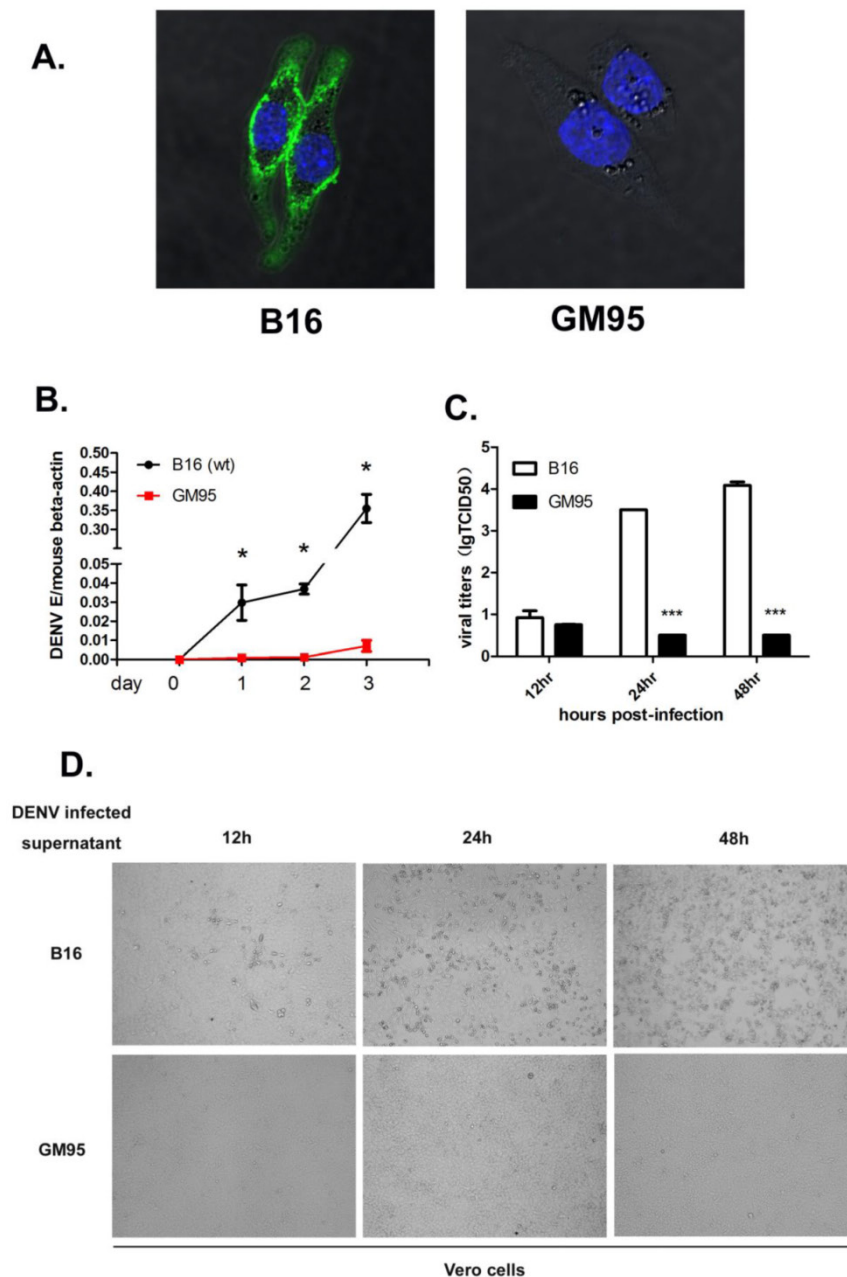 A.
B16
GM95
B.
DENV E/mouse beta-actin
0.50
0.45
0.40
0.35
0.30
0.05
0.04
0.03
0.02
0.01
0.00
B16 (wt)
GM95
*
*
*
day 0 1 2 3
C.
viral titers (lgTCID50)
5
4
3
2
1
0
B16
GM95
***
***
12hr
24hr
48hr
hours post-infection
D.
DENV infected
supernatant
12h 24h 48h
B16
GM95
Vero cells